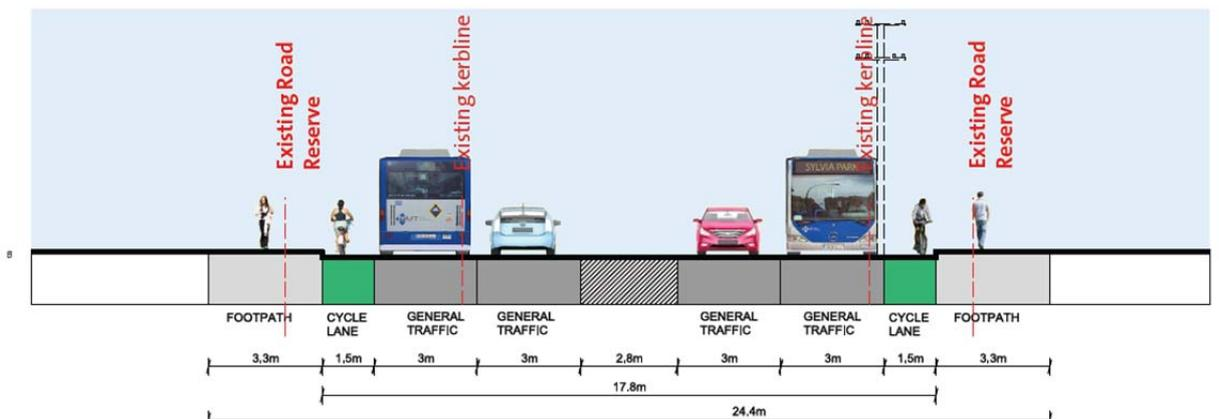 Existing Road
Reserve
Existing kerbline
Existing kerbline
Existing Road
Reserve
SYLVIA PARK
FOOTPATH
CYCLE
LANE
GENERAL
TRAFFIC
GENERAL
TRAFFIC
GENERAL
TRAFFIC
GENERAL
TRAFFIC
CYCLE
LANE
FOOTPATH
3,3m
1,5m
3m
3m
2,8m
3m
3m
1,5m
3,3m
17.8m
24.4m